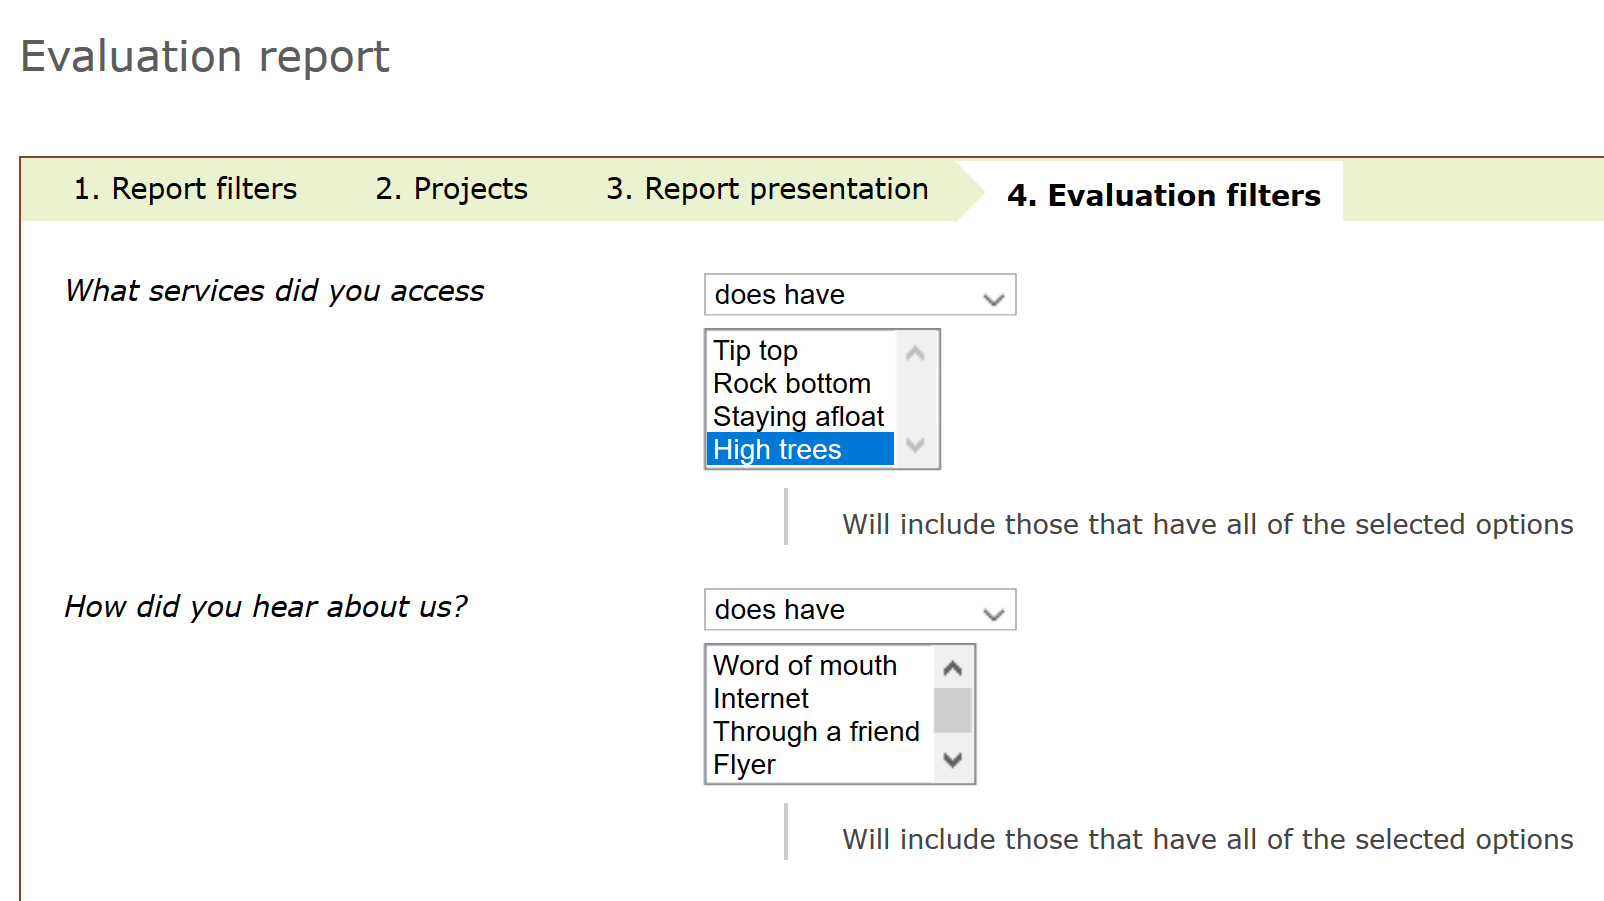 Evaluation report
1. Report filters 2. Projects 3. Report presentation 4. Evaluation filters
What services did you access
does have
Tip top
Rock bottom
Staying afloat
High trees
Will include those that have all of the selected options
How did you hear about us?
does have
Word of mouth
Internet
Through a friend
Flyer
Will include those that have all of the selected options